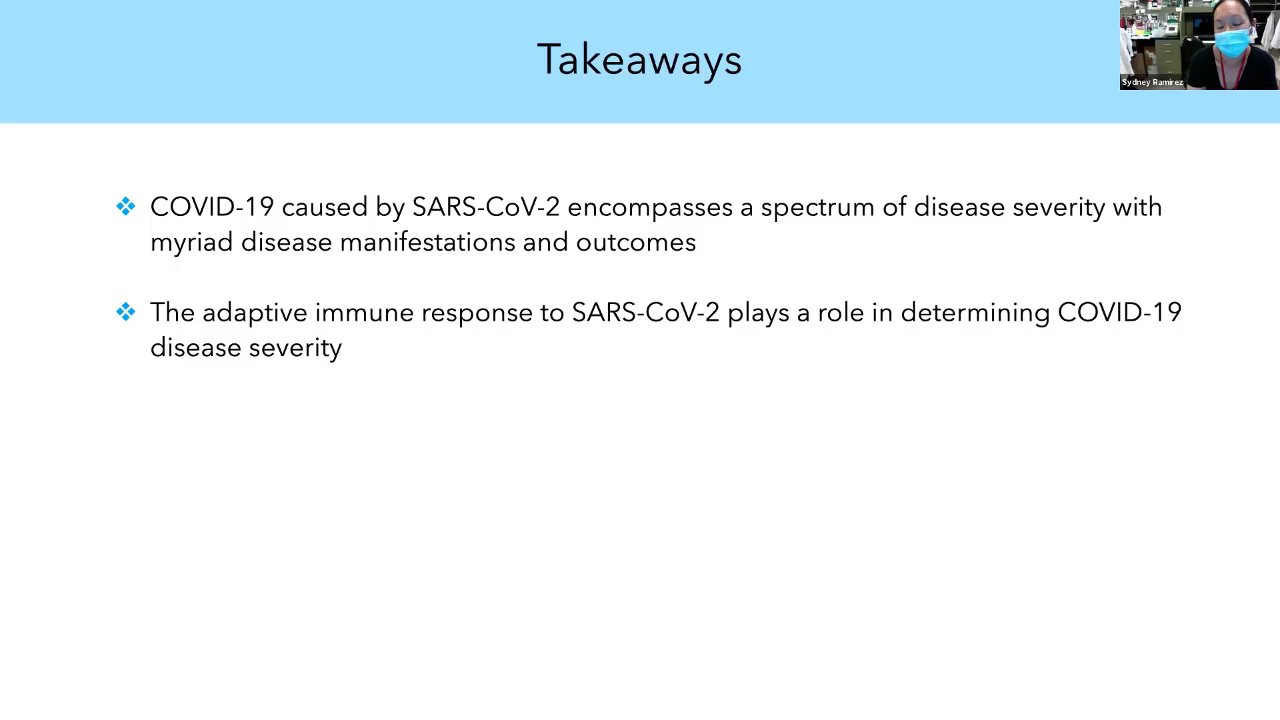 Takeaways
Sydney Ramirez
❖ COVID-19 caused by SARS-CoV-2 encompasses a spectrum of disease severity with
myriad disease manifestations and outcomes
❖ The adaptive immune response to SARS-CoV-2 plays a role in determining COVID-19
disease severity